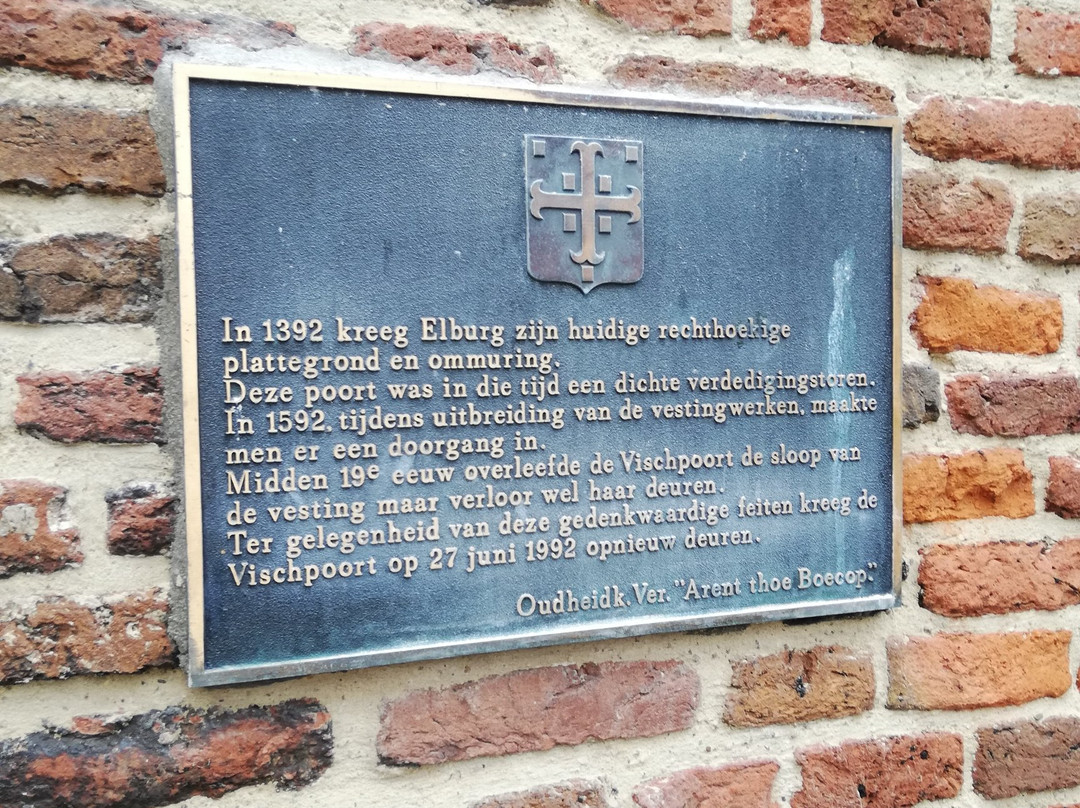 In 1392 kreeg Elburg zijn huidige rechthoekige
plattegrond en ommuring.
Deze poort was in die tijd een dichte verdedigingstoren.
In 1592, tijdens uitbreiding van de vestingwerken, maakte
men er een doorgang in.
Midden 19e eeuw overleefde de Vischpoort de sloop van
de vesting maar verloor wel haar deuren.
Ter gelegenheid van deze gedenkwaardige feiten kreeg de
Vischpoort op 27 juni 1992 opnieuw deuren.
Oudheidk. Ver. "Arent thoe Boecop."